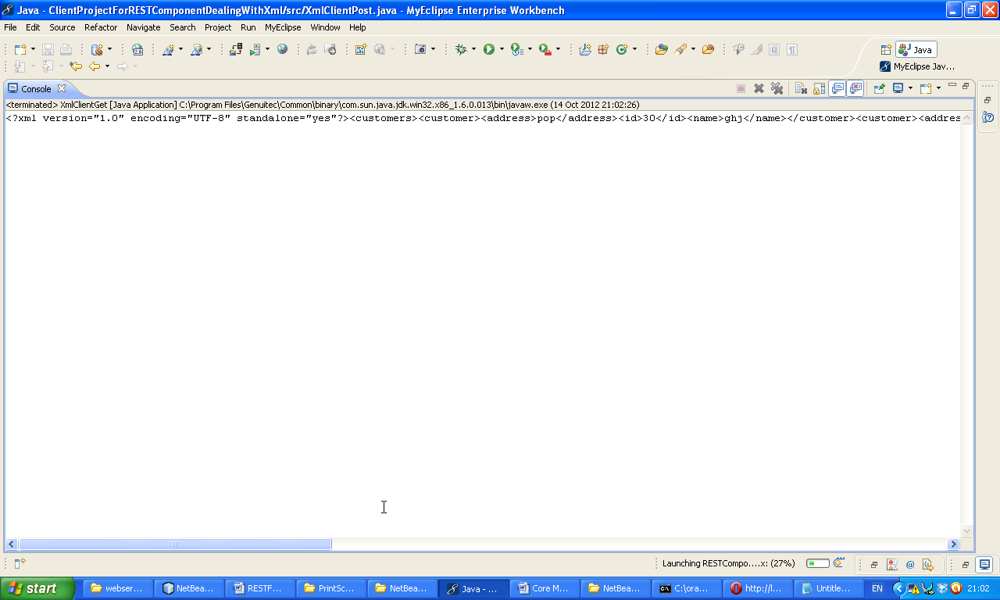 Java - ClientProjectForRESTComponentDealingWithXml/src/XmlClientPost.java - MyEclipse Enterprise Workbench
File Edit Source Refactor Navigate Search Project Run MyEclipse Window Help
Java
MyEclipse Jav...
Console
<terminated> XmlClientGet [Java Application] C:\Program Files\Genuitec\Common\binary\com.sun.java.jdk.win32.x86_1.6.0.013\bin\javaw.exe (14 Oct 2012 21:02:26)
<?xml version="1.0" encoding="UTF-8" standalone="yes"?><customers><customer><address>pop</address><id>30</id><name>ghj</name></customer><customer><addres
Launching RESTCompo....x: (27%)
start webser... NetBea... RESTF... PrintSc... NetBea... Java - ... Core M... NetBea... C:\ora... http://l... Untitle... EN 21:02